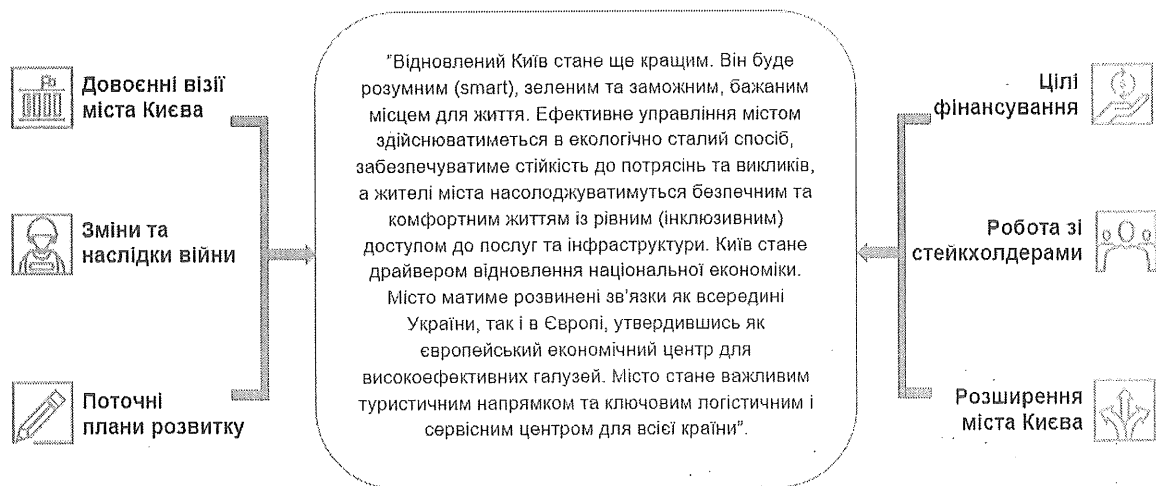 Довоєнні візії
міста Києва
Зміни та
наслідки війни
Поточні
плани розвитку
"Відновлений Київ стане ще кращим. Він буде
розумним (smart), зеленим та заможним, бажаним
місцем для життя. Ефективне управління містом
здійснюватиметься в екологічно сталий спосіб,
забезпечуватиме стійкість до потрясінь та викликів,
а жителі міста насолоджуватимуться безпечним та
комфортним життям із рівним (інклюзивним)
доступом до послуг та інфраструктури. Київ стане
драйвером відновлення національної економіки.
Місто матиме розвинені зв'язки як всередині
України, так і в Європі, утвердившись як
європейський економічний центр для
високоефективних галузей. Місто стане важливим
туристичним напрямком та ключовим логістичним і
сервісним центром для всієї країни".
Цілі
фінансування
Робота зі
стейкхолдерами
Розширення
міста Києва